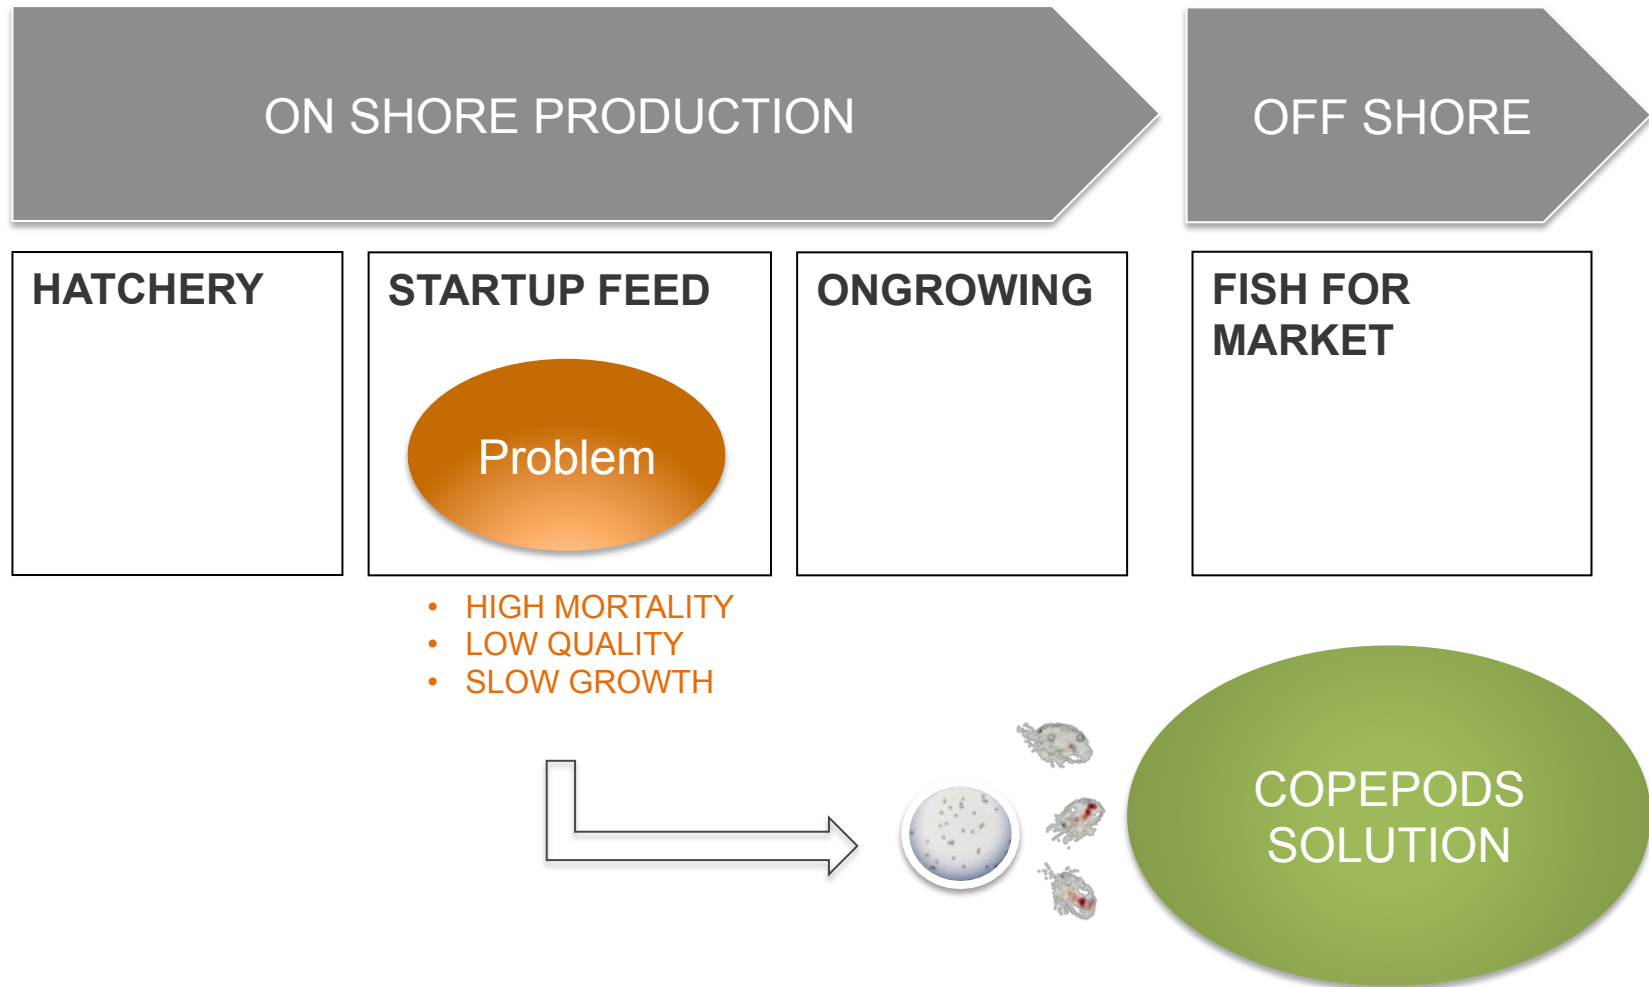 ON SHORE PRODUCTION
OFF SHORE
HATCHERY
STARTUP FEED
Problem
• HIGH MORTALITY
• LOW QUALITY
• SLOW GROWTH
ONGROWING
FISH FOR
MARKET
COPEPODS
SOLUTION